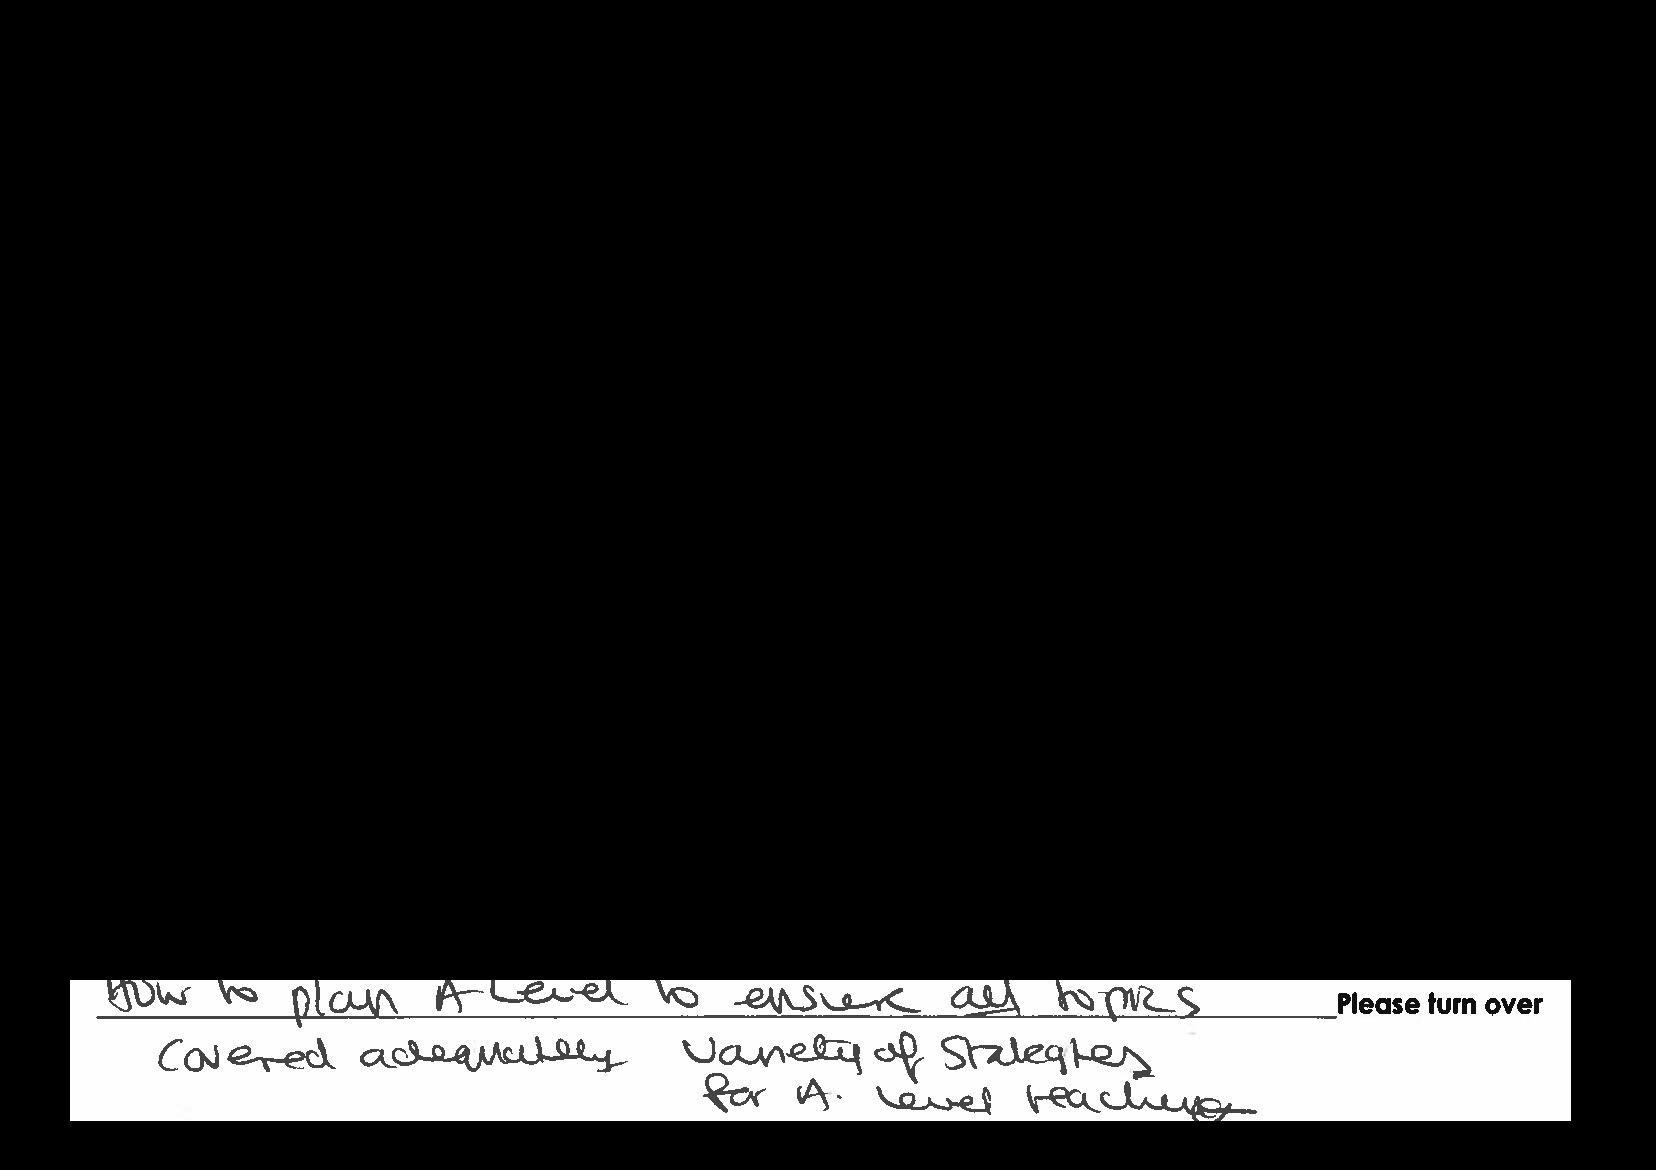 How to plan A-Level to ensure all topics
Please turn over
Covered adequately Variety of Strategies
for A. Level teaching